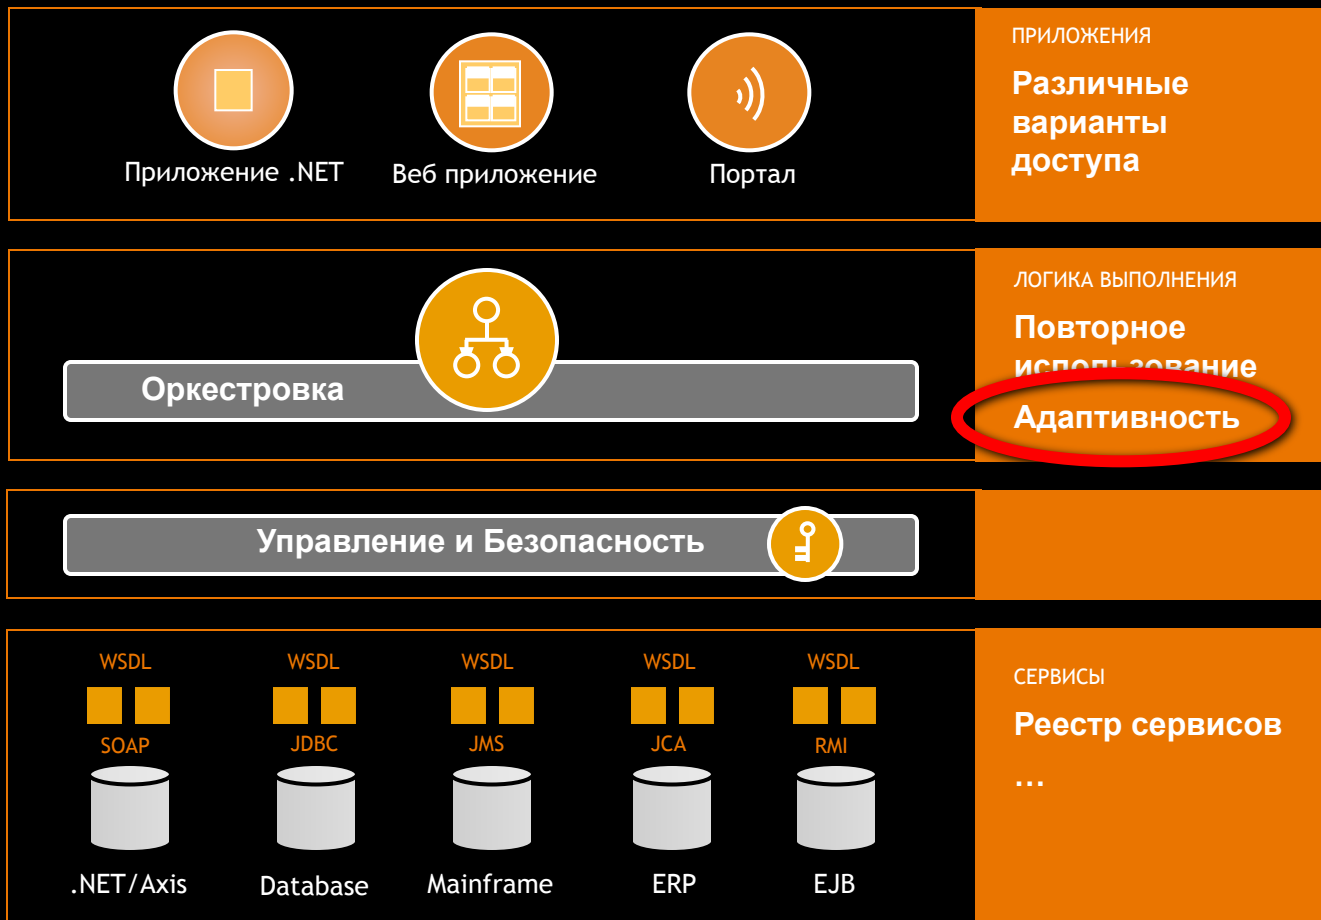 ПРИЛОЖЕНИЯ
Различные
варианты
доступа
Приложение .NET
Веб приложение
Портал
ЛОГИКА ВЫПОЛНЕНИЯ
Повторное
использование
Адаптивность
Оркестровка
Управление и Безопасность
WSDL WSDL WSDL WSDL WSDL
SOAP JDBC JMS JCA RMI
.NET/Axis Database Mainframe ERP EJB
СЕРВИСЫ
Реестр сервисов
…